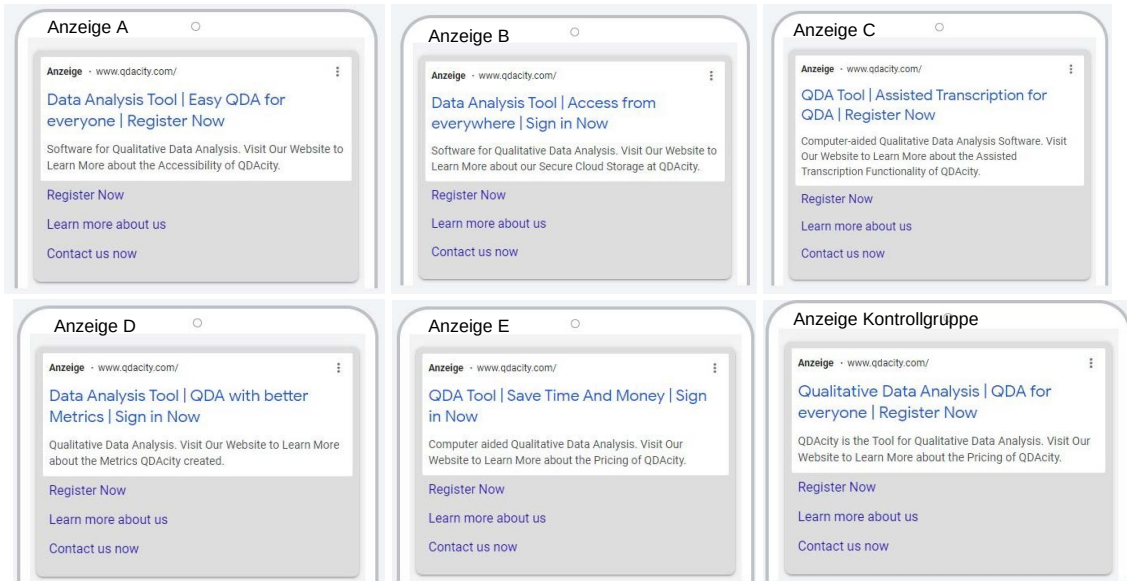 Anzeige A
Anzeige · www.qdacity.com/
Data Analysis Tool | Easy QDA for
everyone | Register Now
Software for Qualitative Data Analysis. Visit Our Website to
Learn More about the Accessibility of QDAcity.
Register Now
Learn more about us
Contact us now
Anzeige B
Anzeige · www.qdacity.com/
Data Analysis Tool | Access from
everywhere | Sign in Now
Software for Qualitative Data Analysis. Visit Our Website to
Learn More about our Secure Cloud Storage at QDAcity.
Register Now
Learn more about us
Contact us now
Anzeige C
Anzeige · www.qdacity.com/
QDA Tool | Assisted Transcription for
QDA | Register Now
Computer-aided Qualitative Data Analysis Software. Visit
Our Website to Learn More about the Assisted
Transcription Functionality of QDAcity.
Register Now
Learn more about us
Contact us now
Anzeige D
Anzeige · www.qdacity.com/
Data Analysis Tool | QDA with better
Metrics | Sign in Now
Qualitative Data Analysis. Visit Our Website to Learn More
about the Metrics QDAcity created.
Register Now
Learn more about us
Contact us now
Anzeige E
Anzeige · www.qdacity.com/
QDA Tool | Save Time And Money | Sign
in Now
Computer aided Qualitative Data Analysis. Visit Our
Website to Learn More about the Pricing of QDAcity.
Register Now
Learn more about us
Contact us now
Anzeige Kontrollgruppe
Anzeige · www.qdacity.com/
Qualitative Data Analysis | QDA for
everyone | Register Now
QDAcity is the Tool for Qualitative Data Analysis. Visit Our
Website to Learn More about the Pricing of QDAcity.
Register Now
Learn more about us
Contact us now